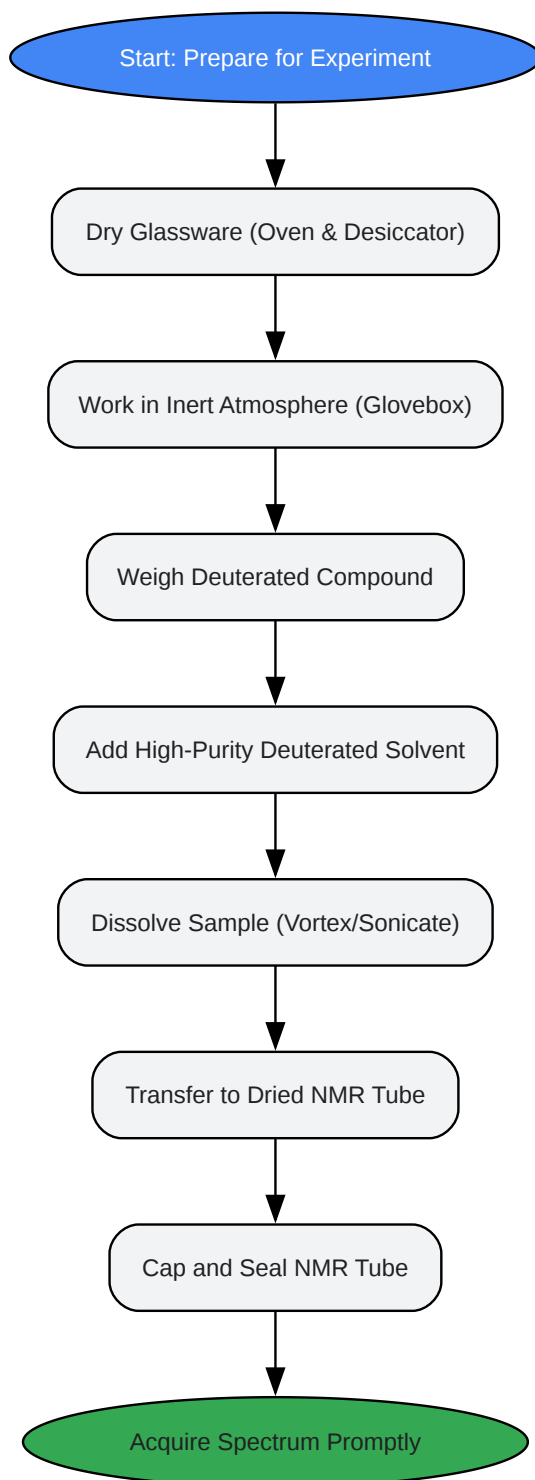 Start: Prepare for Experiment
Dry Glassware (Oven & Desiccator)
Work in Inert Atmosphere (Glovebox)
Weigh Deuterated Compound
Add High-Purity Deuterated Solvent
Dissolve Sample (Vortex/Sonicate)
Transfer to Dried NMR Tube
Cap and Seal NMR Tube
Acquire Spectrum Promptly